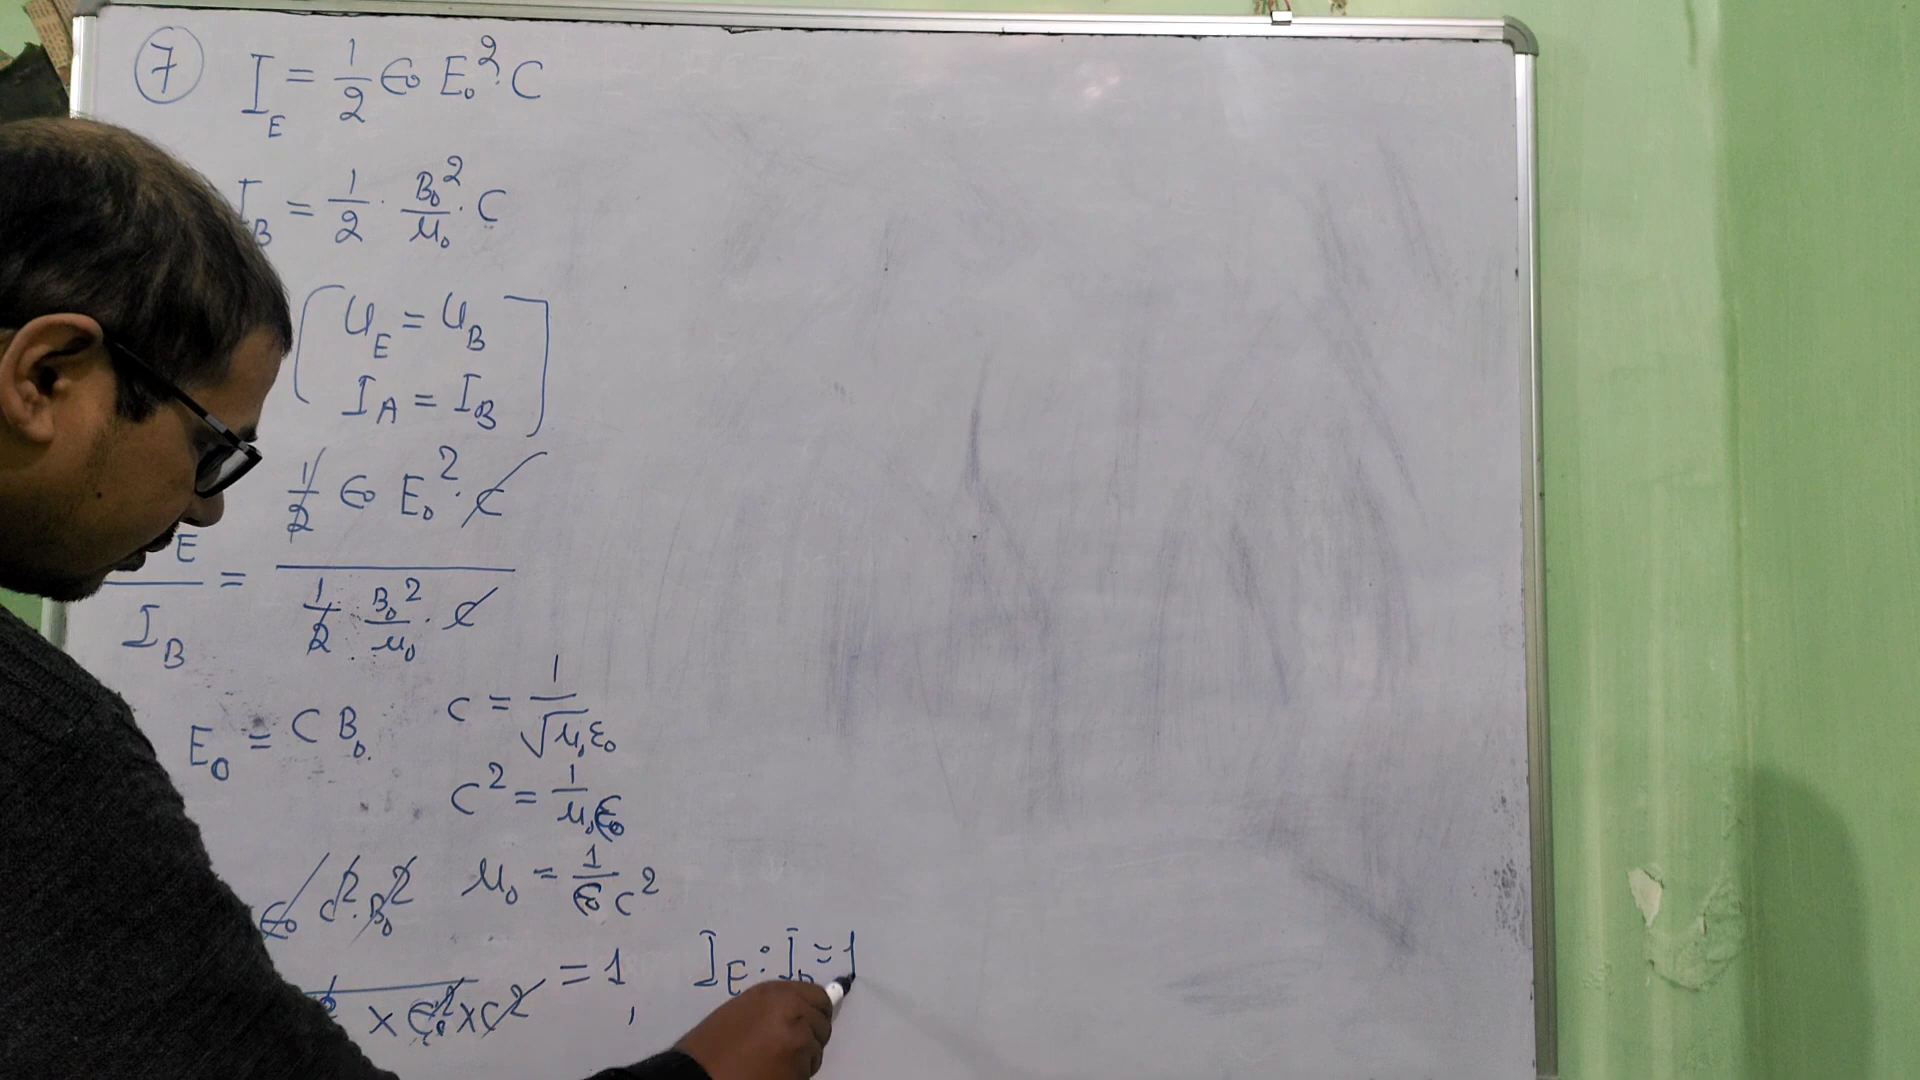 7 I_E = 1/2 ϵ₀ E₀² · C
I_B = 1/2 · B₀²/μ₀ · C
[ U_E = U_B
I_A = I_B ]
E/I_B = (1/2 ϵ₀ E₀² · C)/(1/2 B₀²/μ₀ · C)
E₀ = C B₀ c = 1/√μ₀ε₀
C² = 1/μ₀ε₀
ϵ₀ C² · B₀² μ₀ = 1/ε₀ C²
x ϵ₀ x C² = 1, I_E : I_B = 1